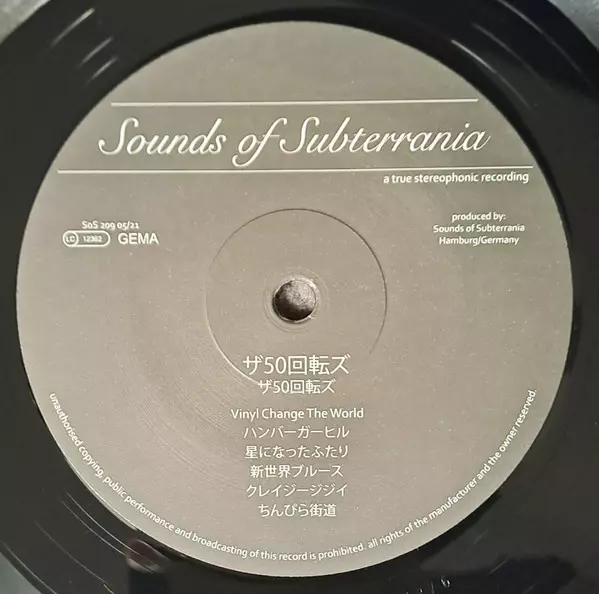 Sounds of Subterrania
a true stereophonic recording
SoS 209 05/21
LC 12362 GEMA
produced by:
Sounds of Subterrania
Hamburg/Germany
ザ50回転ズ
ザ50回転ズ
Vinyl Change The World
ハンバーガーヒル
星になったふたり
新世界ブルース
クレイジージジイ
ちんぴら街道
unauthorised copying, public performance and broadcasting of this record is prohibited. all rights of the manufacturer and the owner reserved.